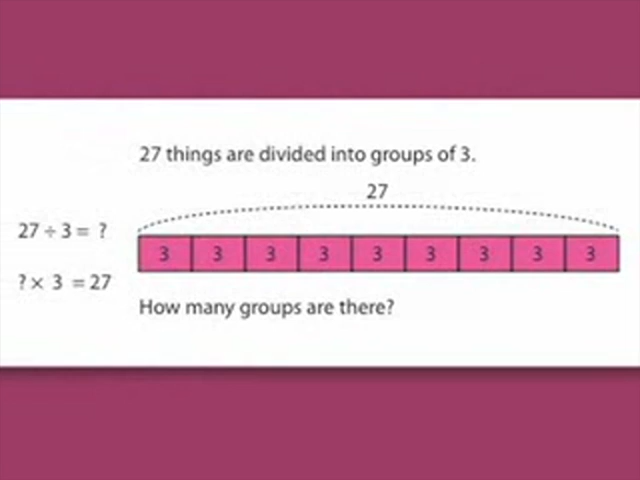 27 things are divided into groups of 3.
27
27 ÷ 3 = ?
3 3 3 3 3 3 3 3 3
? × 3 = 27
How many groups are there?